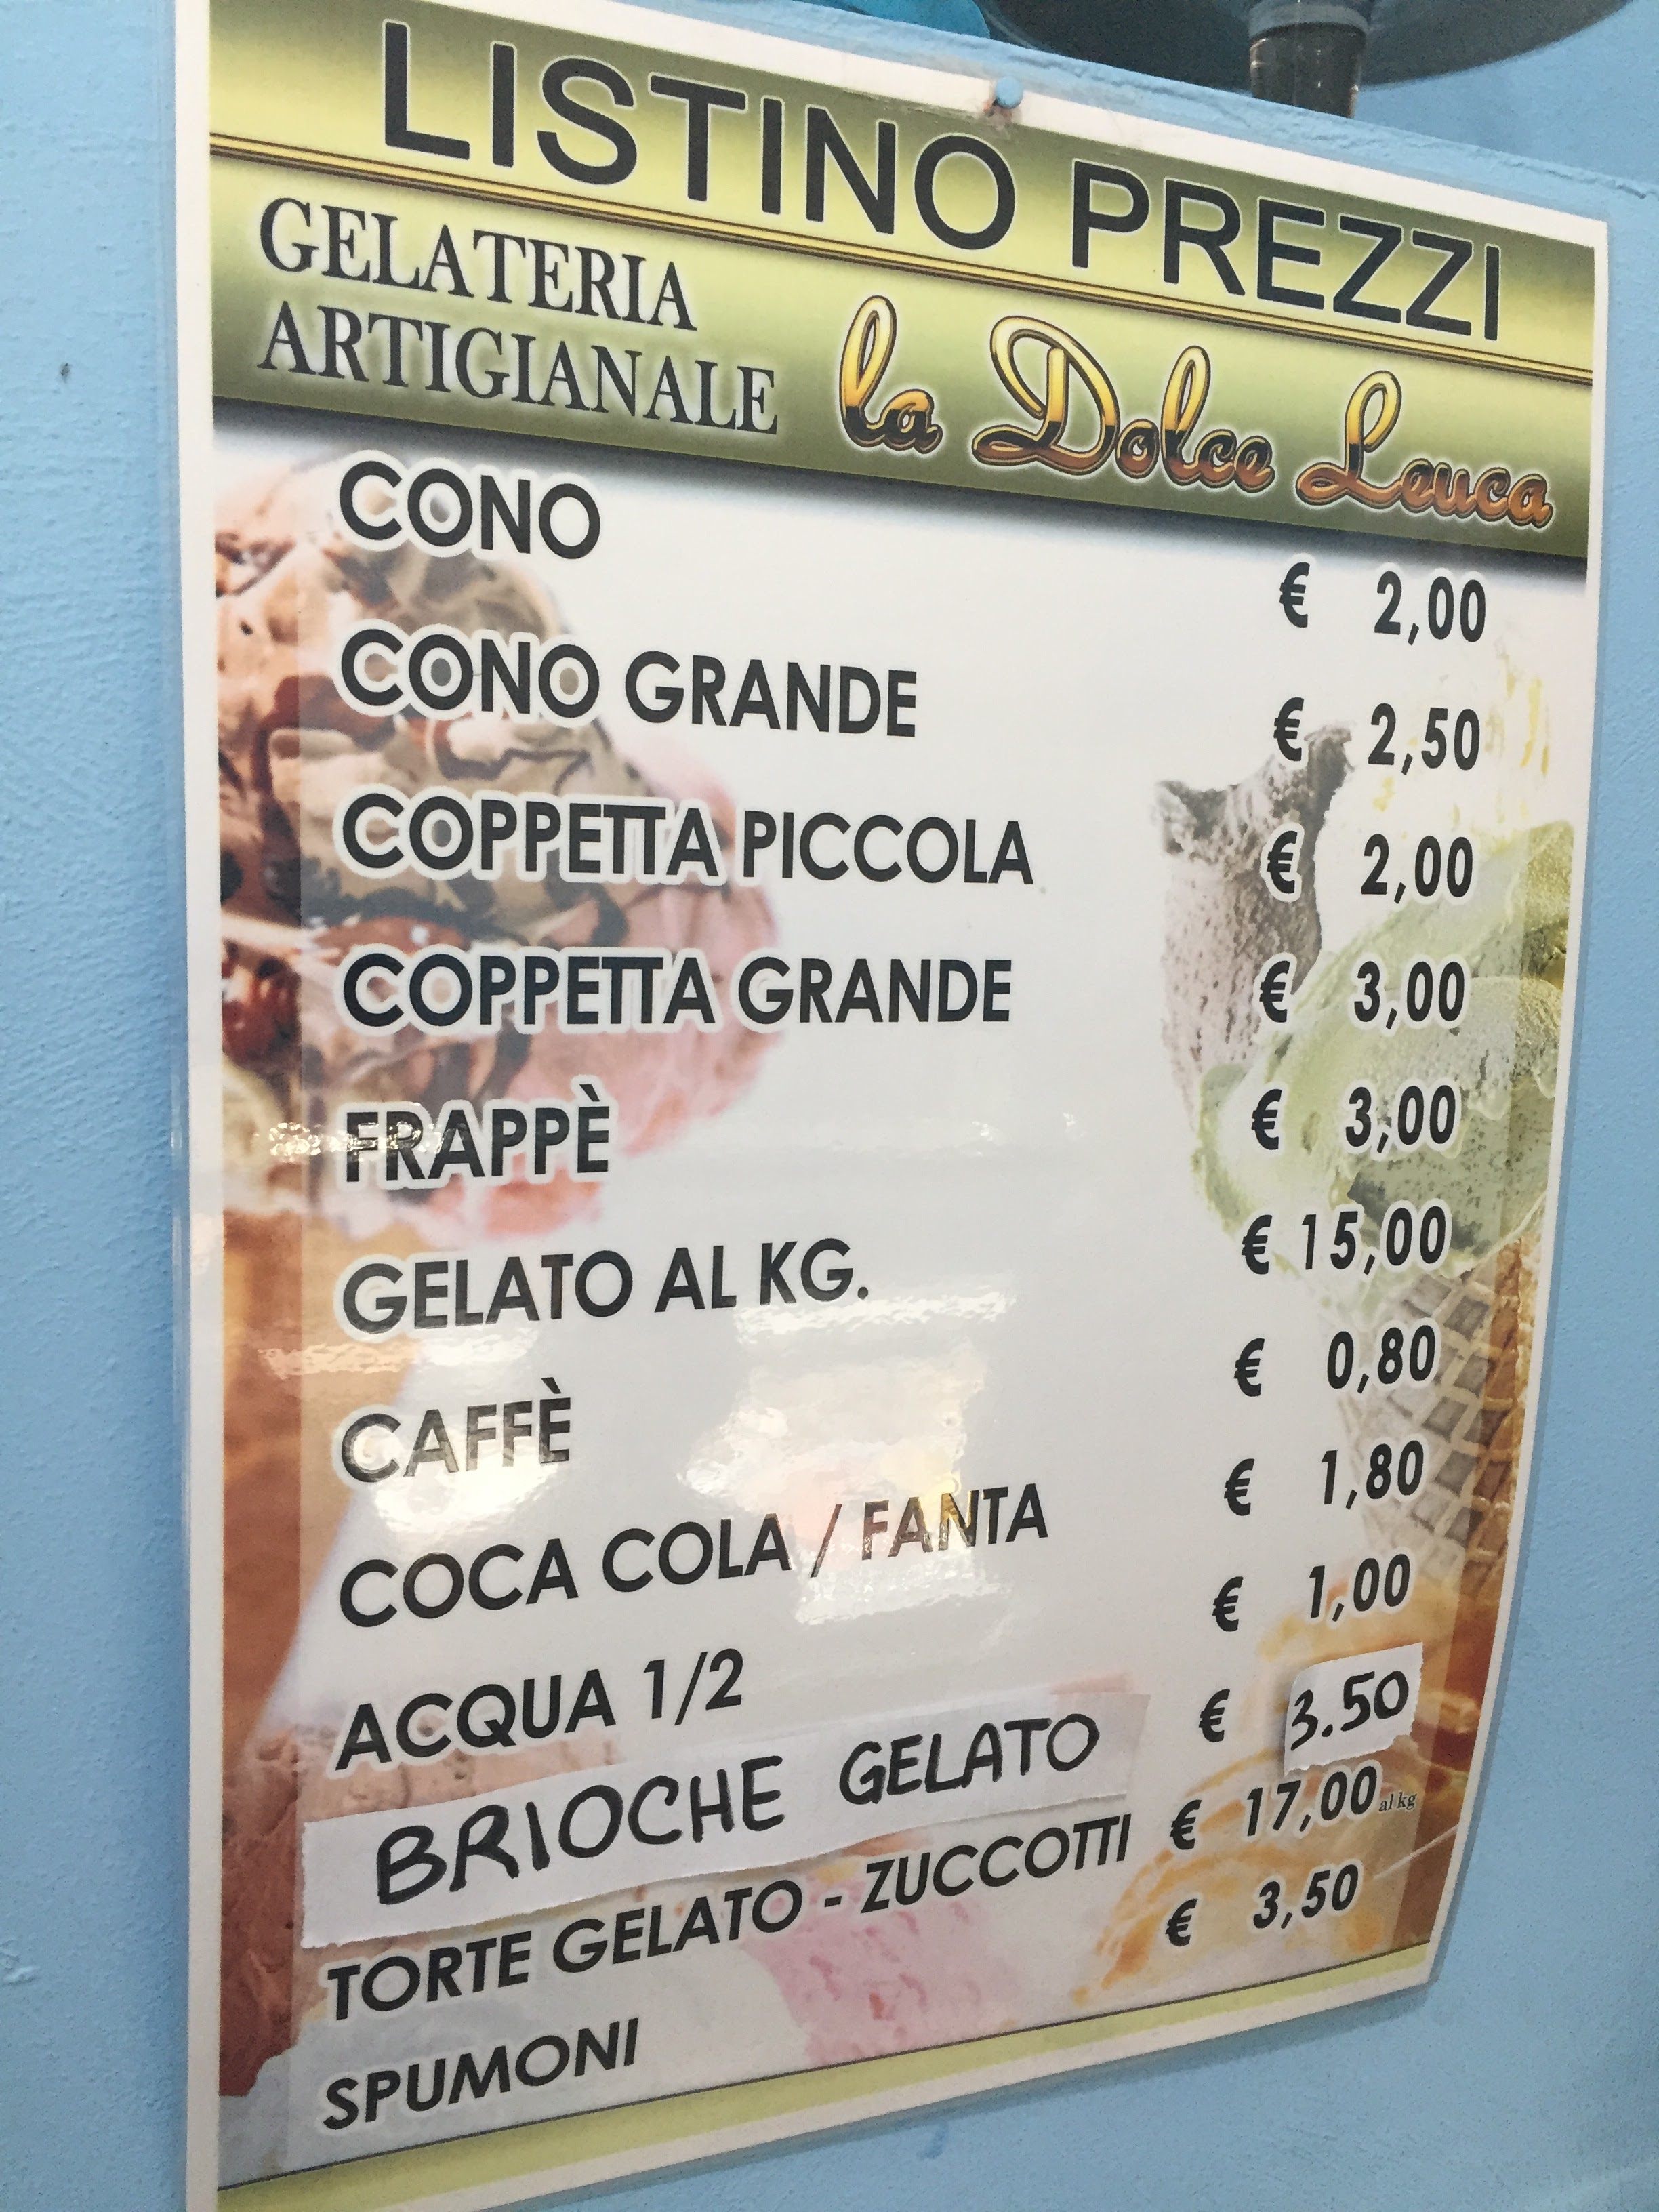 LISTINO PREZZI
GELATERIA
ARTIGIANALE
la Dolce Leuca
CONO € 2,00
CONO GRANDE € 2,50
COPPETTA PICCOLA € 2,00
COPPETTA GRANDE € 3,00
FRAPPÈ € 3,00
GELATO AL KG. € 15,00
CAFFÈ € 0,80
COCA COLA / FANTA € 1,80
ACQUA 1/2 € 1,00
BRIOCHE GELATO € 3.50
TORTE GELATO - ZUCCOTTI € 17,00 al kg
SPUMONI € 3,50